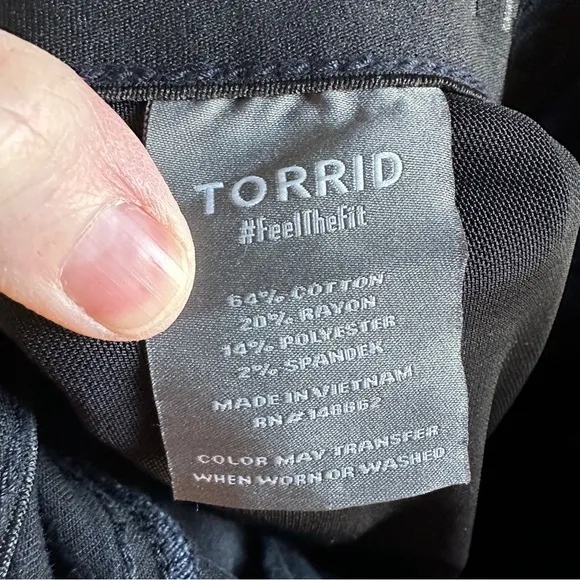 TORRID
#FeelTheFit
64% COTTON
20% RAYON
14% POLYESTER
2% SPANDEX
MADE IN VIETNAM
RN# 148662
COLOR MAY TRANSFER
WHEN WORN OR WASHED